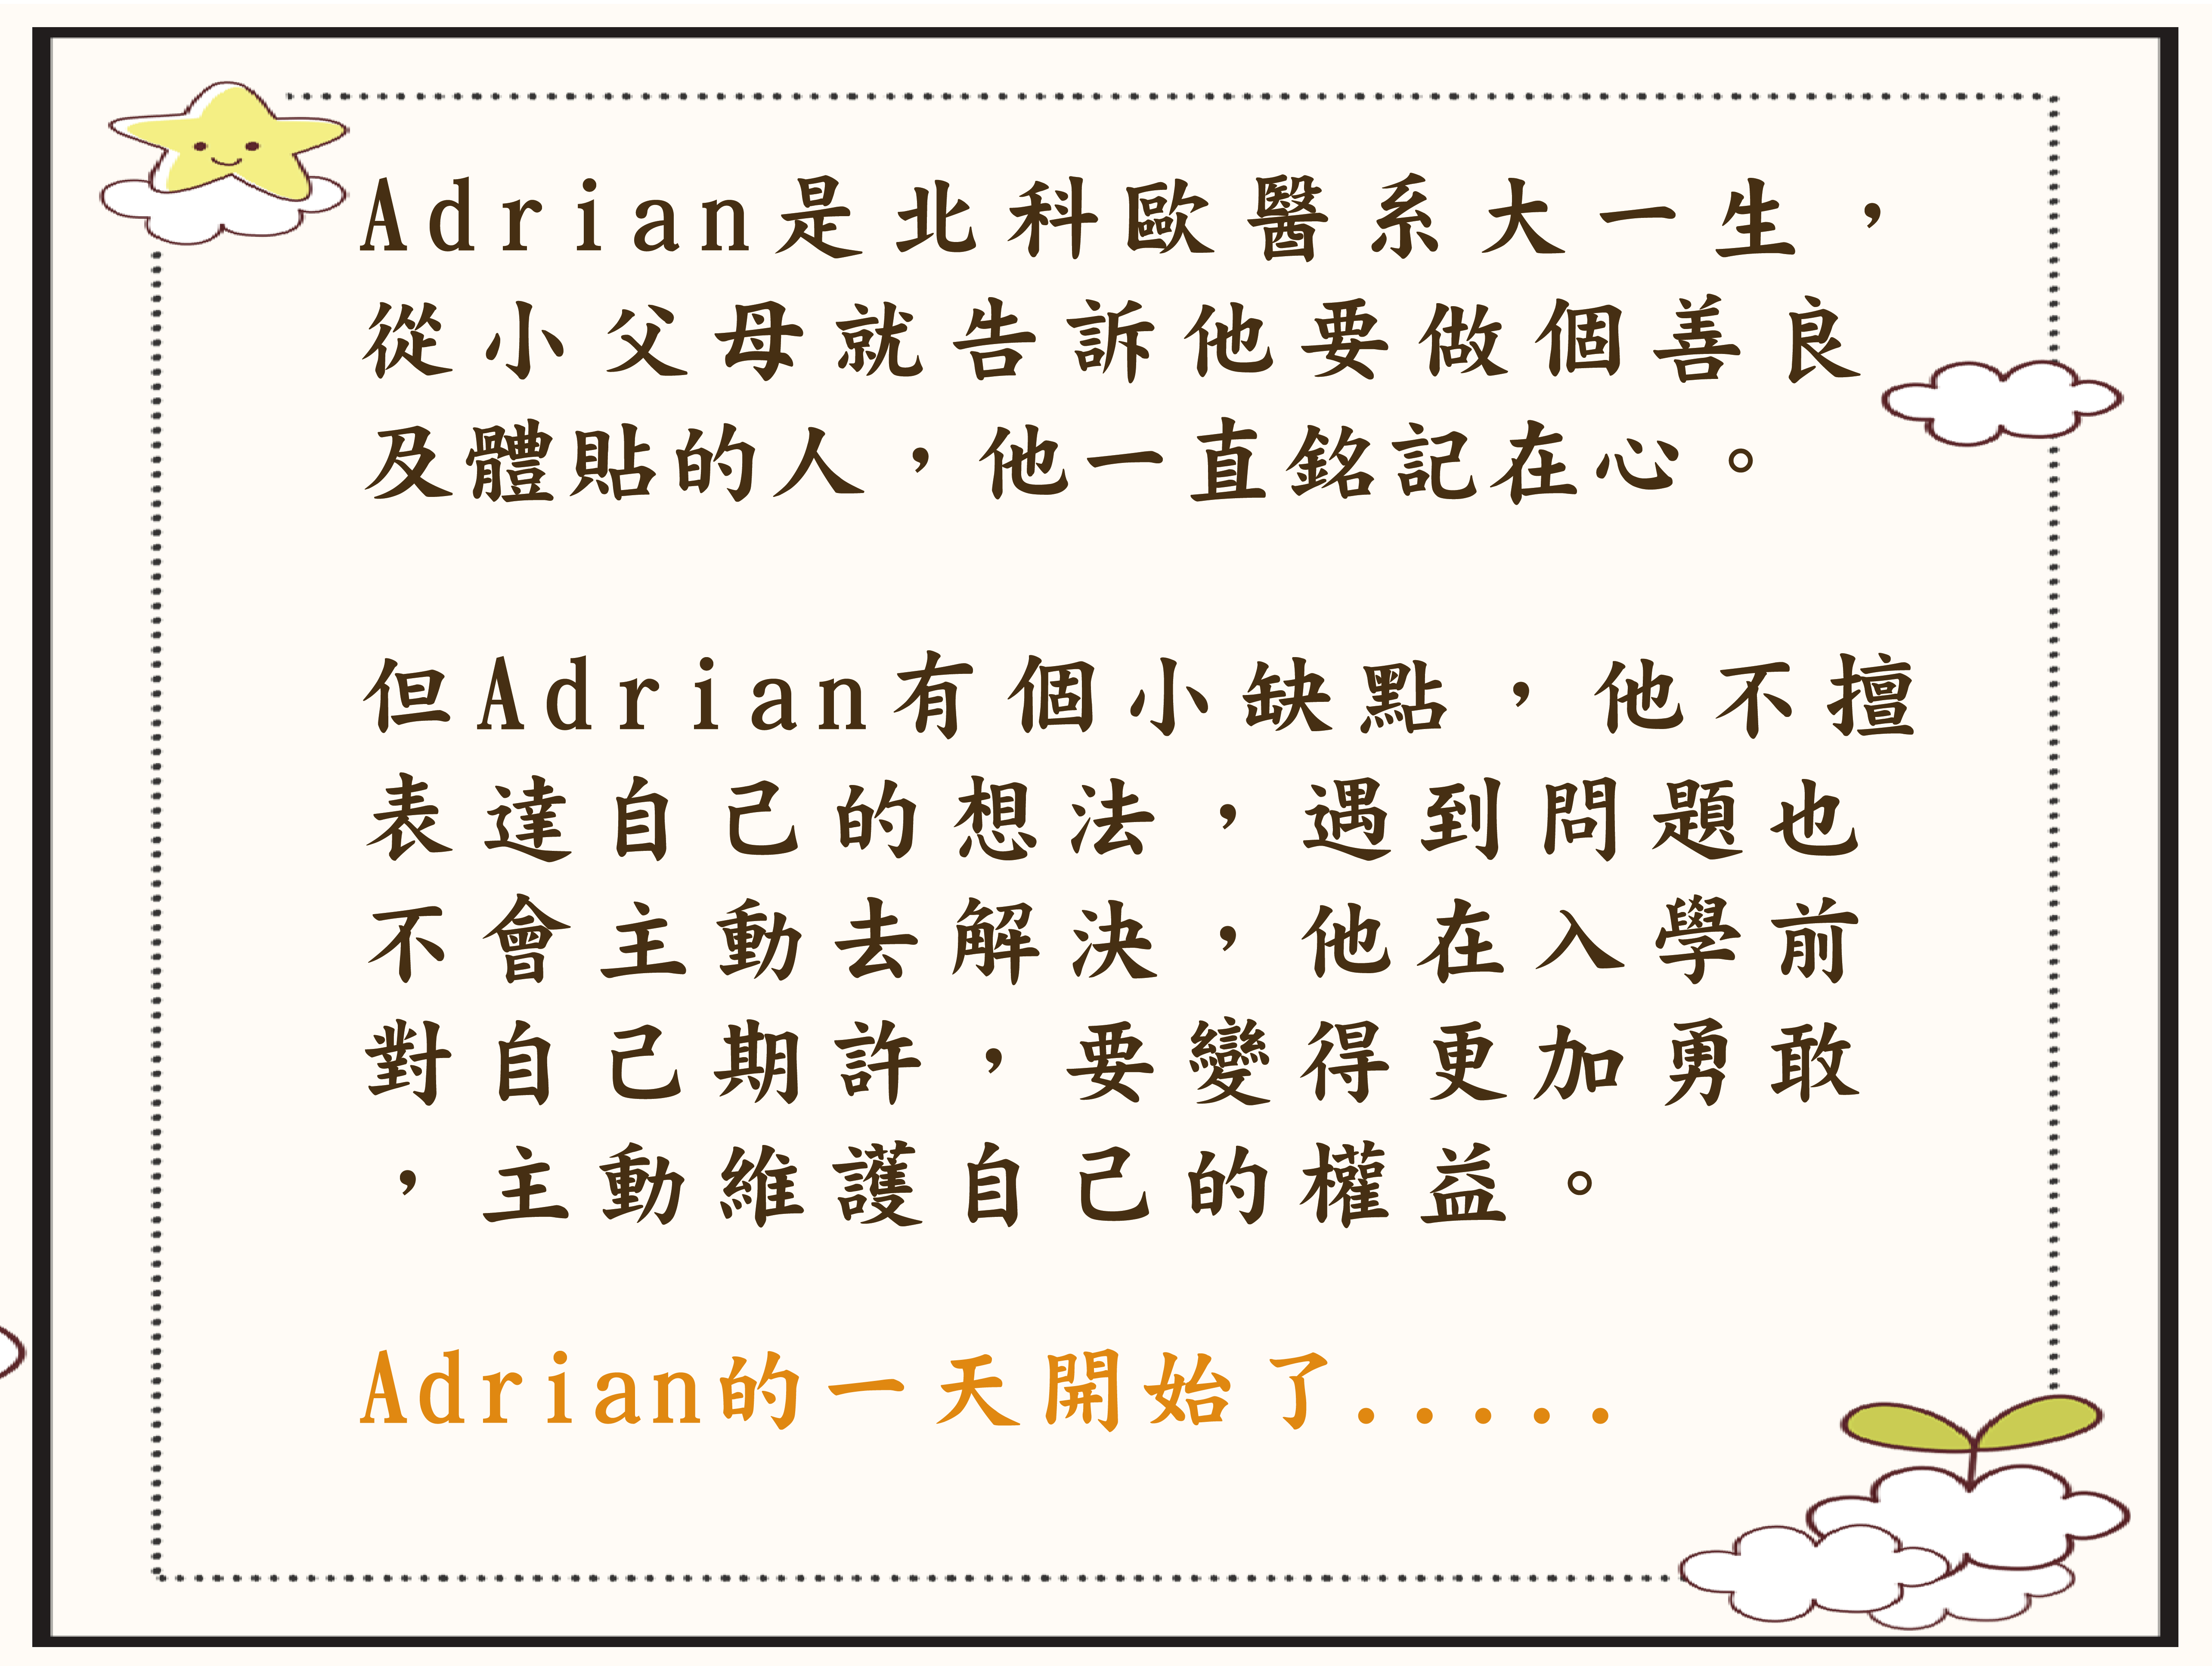 Adrian是北科歐醫系大一生，
從小父母就告訴他要做個善良
及體貼的人，他一直銘記在心。
但Adrian有個小缺點，他不擅
表達自己的想法，遇到問題也
不會主動去解決，他在入學前
對自己期許，要變得更加勇敢
，主動維護自己的權益。
Adrian的一天開始了.....